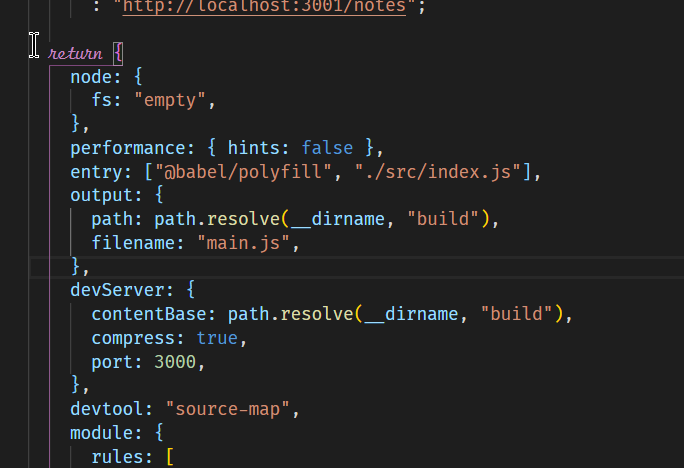 : "http://localhost:3001/notes";
return {
node: {
fs: "empty",
},
performance: { hints: false },
entry: ["@babel/polyfill", "./src/index.js"],
output: {
path: path.resolve(__dirname, "build"),
filename: "main.js",
},
devServer: {
contentBase: path.resolve(__dirname, "build"),
compress: true,
port: 3000,
},
devtool: "source-map",
module: {
rules: [